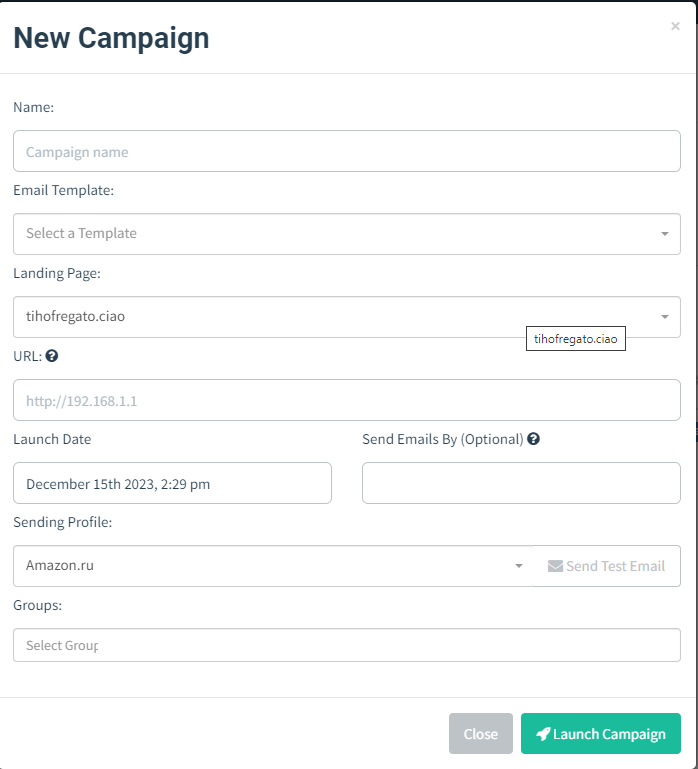 New Campaign
×
Name:
Campaign name
Email Template:
Select a Template
Landing Page:
tihofregato.ciao
tihofregato.ciao
URL:
http://192.168.1.1
Launch Date
Send Emails By (Optional)
December 15th 2023, 2:29 pm
Sending Profile:
Amazon.ru
Send Test Email
Groups:
Select Group
Close
Launch Campaign